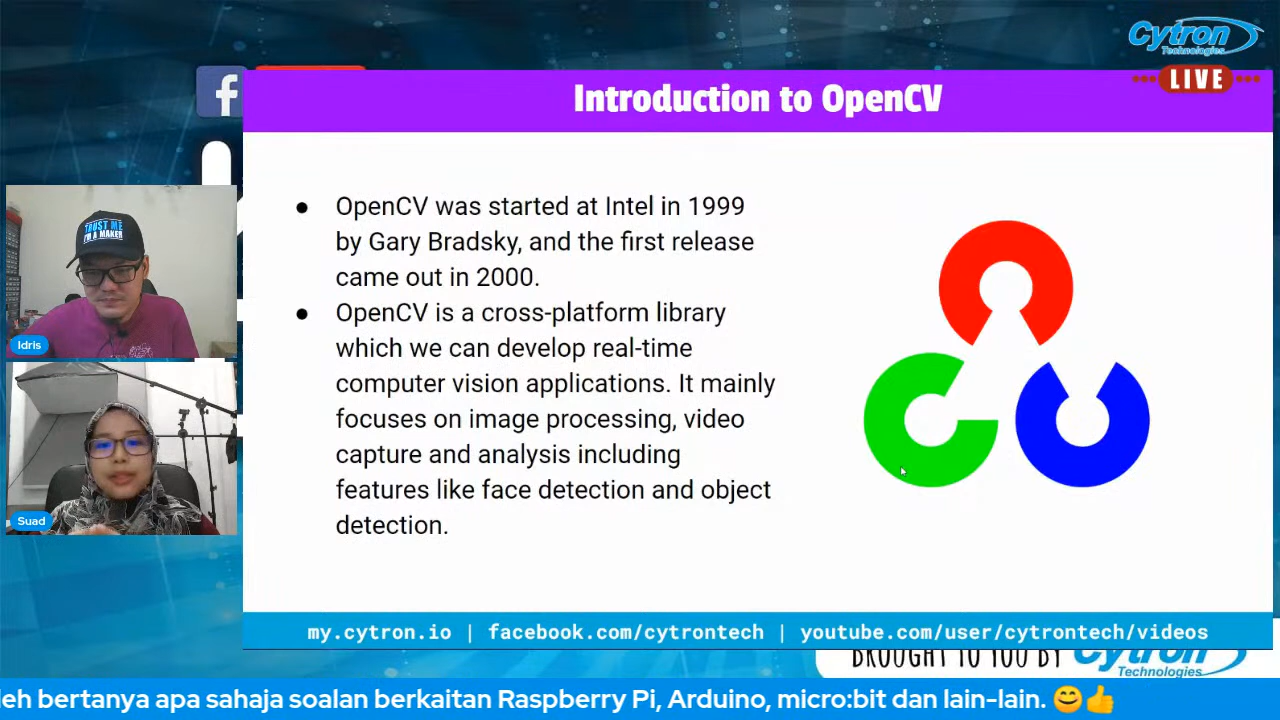 Cytron
Technologies
LIVE
f
Introduction to OpenCV
● OpenCV was started at Intel in 1999
by Gary Bradsky, and the first release
came out in 2000.
● OpenCV is a cross-platform library
which we can develop real-time
computer vision applications. It mainly
focuses on image processing, video
capture and analysis including
features like face detection and object
detection.
TRUST ME
I'M A MAKER
Idris
Suad
my.cytron.io | facebook.com/cytrontech | youtube.com/user/cytrontech/videos
BROUGHT TO YOU BY Cytron
Technologies
leh bertanya apa sahaja soalan berkaitan Raspberry Pi, Arduino, micro:bit dan lain-lain. 😊👍